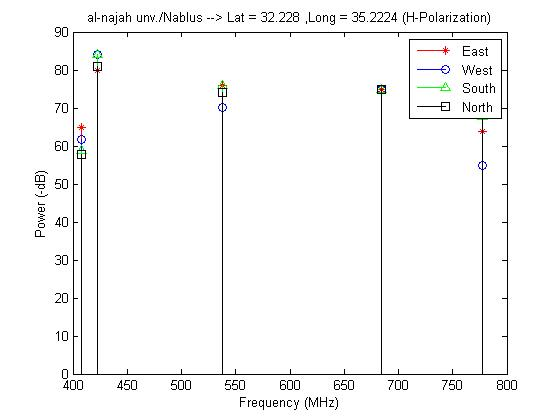 al-najah unv./Nablus --> Lat = 32.228 ,Long = 35.2224 (H-Polarization)
90
80
70
60
50
40
30
20
10
0
Power (-dB)
East
West
South
North
400 450 500 550 600 650 700 750 800
Frequency (MHz)